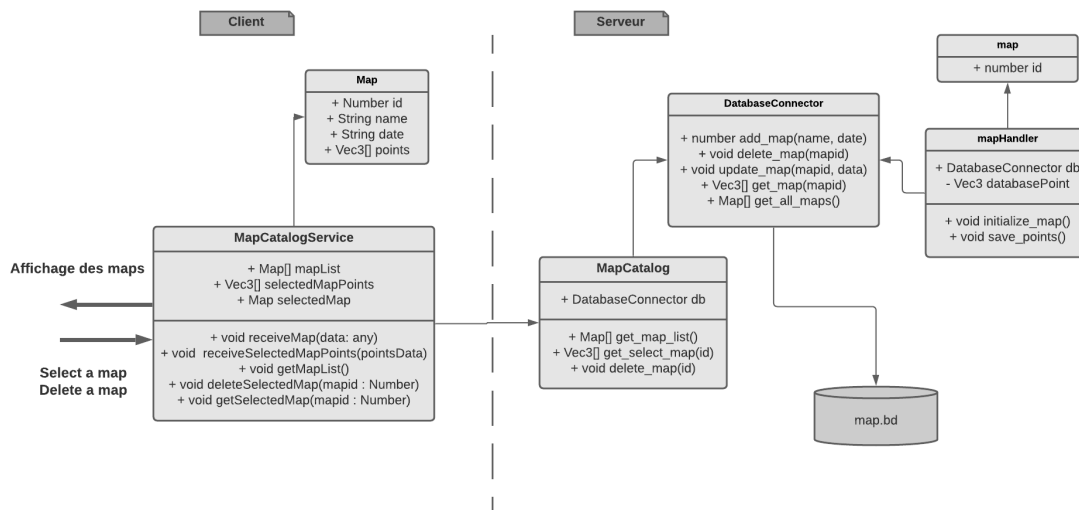 Client
Serveur
Map
+ Number id
+ String name
+ String date
+ Vec3[] points
MapCatalogService
+ Map[] mapList
+ Vec3[] selectedMapPoints
+ Map selectedMap
+ void receiveMap(data: any)
+ void  receiveSelectedMapPoints(pointsData)
+ void getMapList()
+ void deleteSelectedMap(mapid : Number)
+ void getSelectedMap(mapid : Number)
Affichage des maps
Select a map
Delete a map
MapCatalog
+ DatabaseConnector db
+ Map[] get_map_list()
+ Vec3[] get_select_map(id)
+ void delete_map(id)
DatabaseConnector
+ number add_map(name, date)
+ void delete_map(mapid)
+ void update_map(mapid, data)
+ Vec3[] get_map(mapid)
+ Map[] get_all_maps()
map
+ number id
mapHandler
+ DatabaseConnector db
- Vec3 databasePoint
+ void initialize_map()
+ void save_points()
map.bd